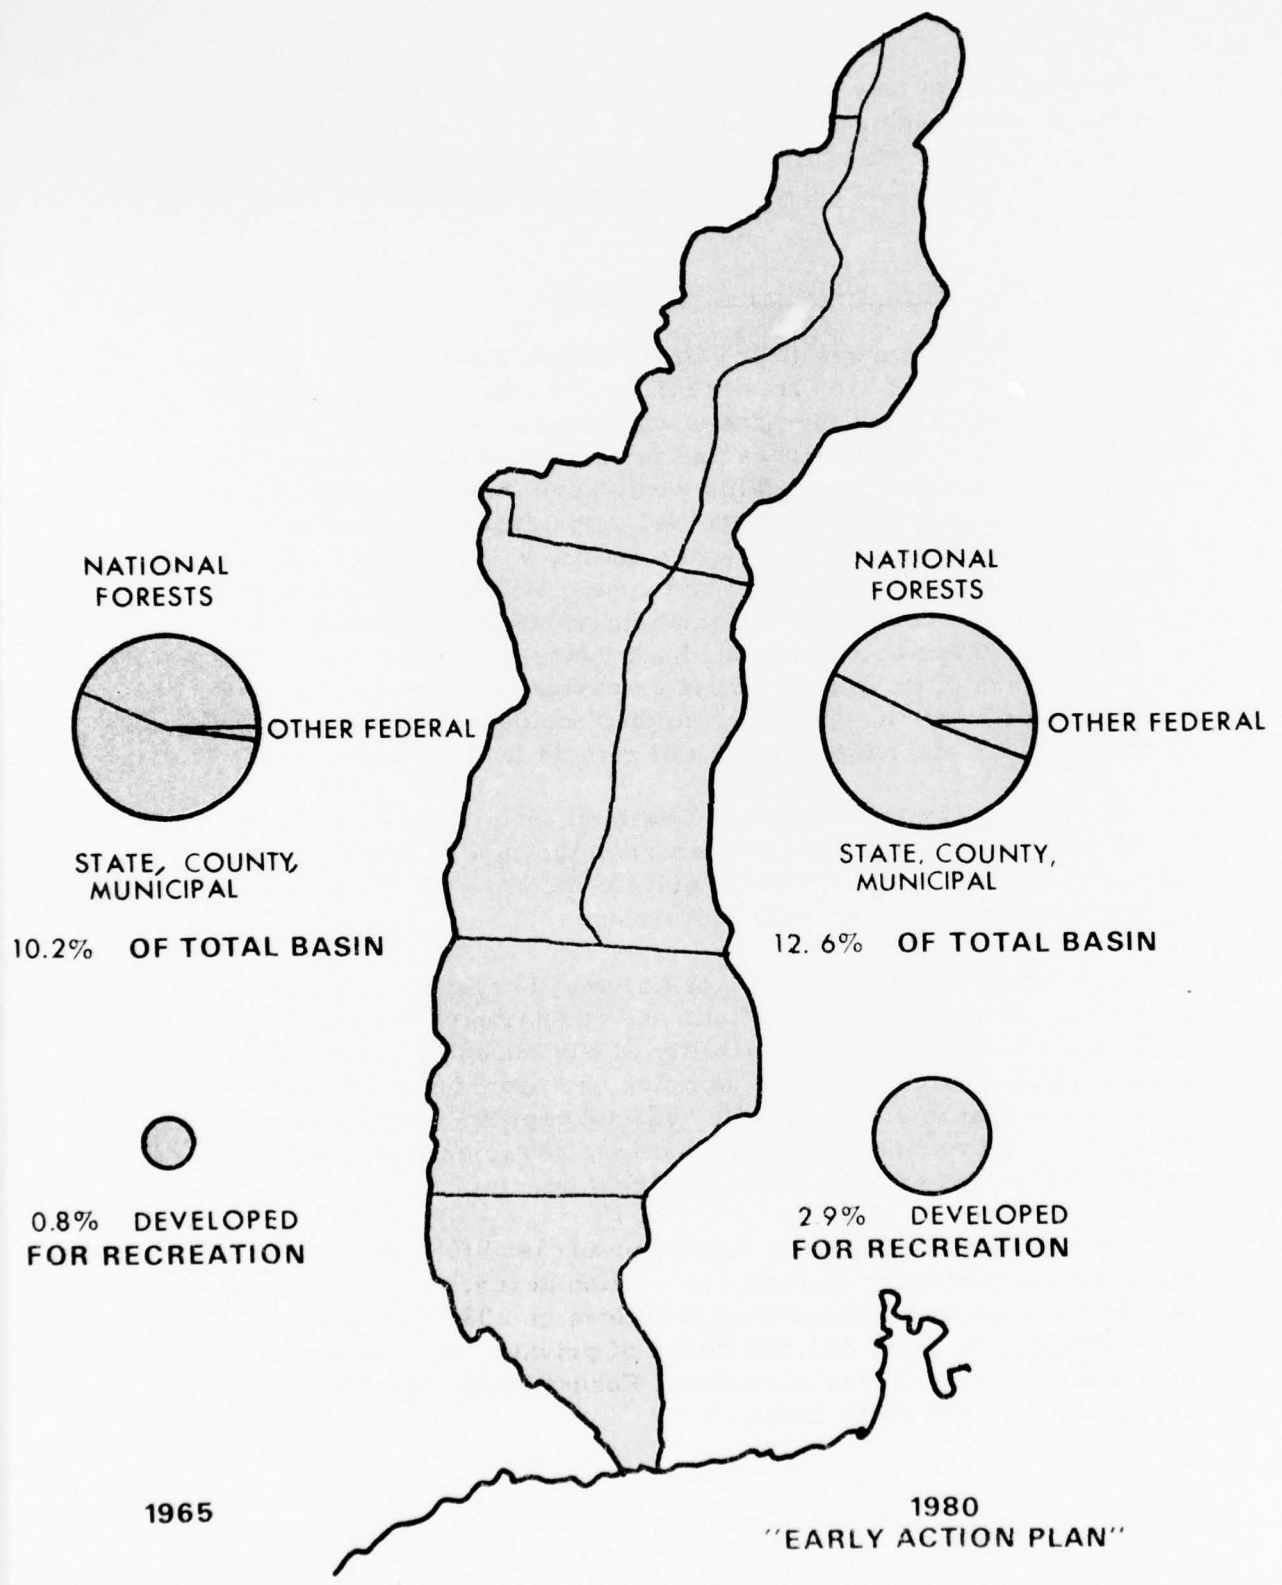 NATIONAL
FORESTS
OTHER FEDERAL
STATE, COUNTY,
MUNICIPAL
10.2% OF TOTAL BASIN
0.8% DEVELOPED
FOR RECREATION
1965
NATIONAL
FORESTS
OTHER FEDERAL
STATE, COUNTY,
MUNICIPAL
12.6% OF TOTAL BASIN
2.9% DEVELOPED
FOR RECREATION
1980
"EARLY ACTION PLAN"